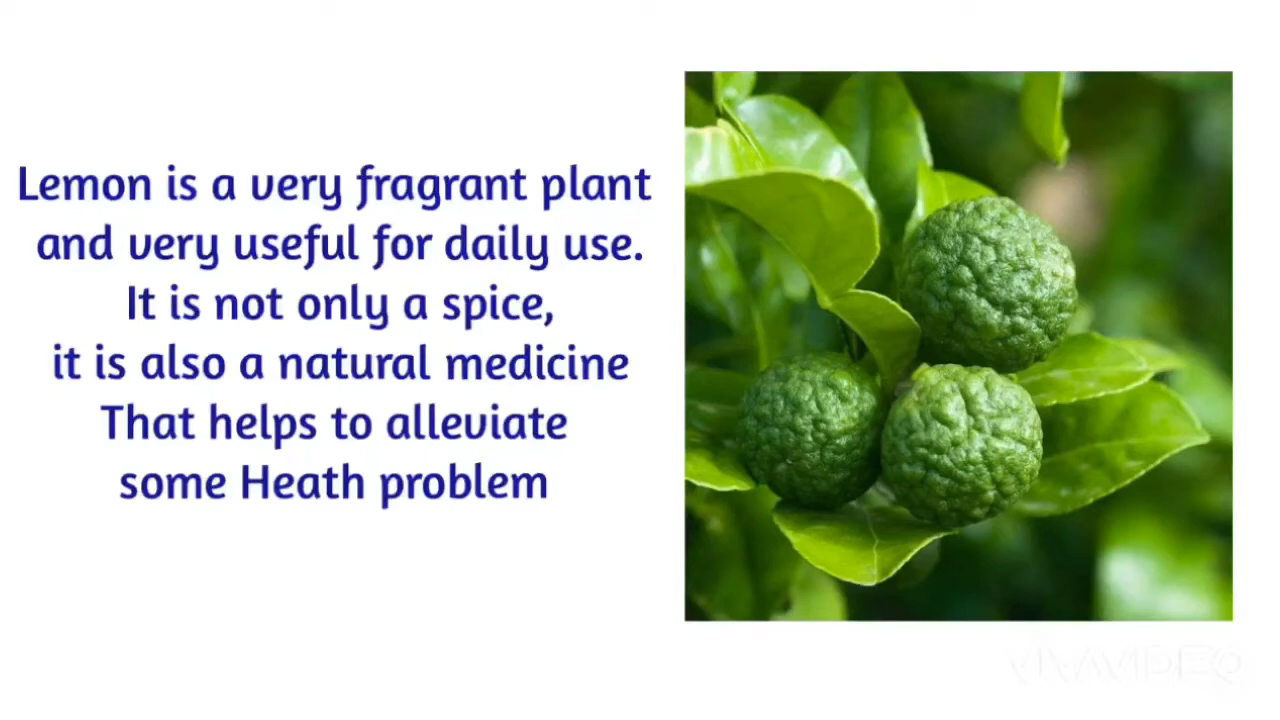 Lemon is a very fragrant plant
and very useful for daily use.
It is not only a spice,
it is also a natural medicine
That helps to alleviate
some Heath problem
VIVAVIDEO